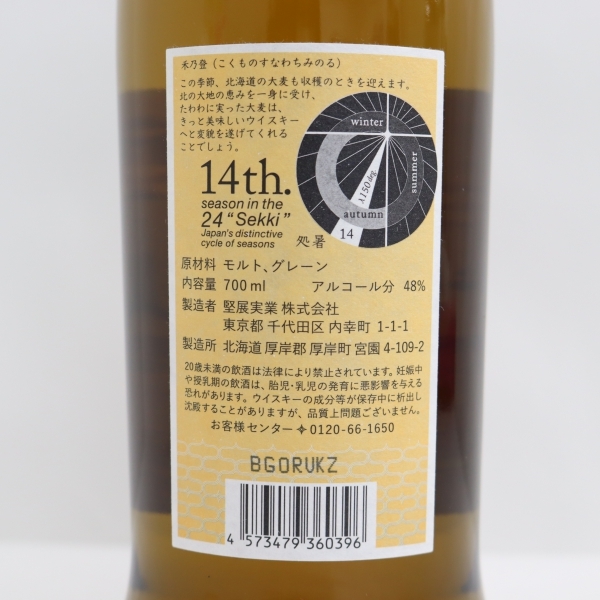 禾乃登（こくものすなわちみのる）
この季節、北海道の大麦も収穫のときを迎えます。
北の大地の恵みを一身に受け、
たわわに実った大麦は、
きっと美味しいウイスキー
へと変貌を遂げてくれる
ことでしょう。
winter
summer
λ150deg.
autumn
14
14th.
season in the
24 “Sekki”
Japan's distinctive
cycle of seasons
処暑
原材料 モルト、グレーン
内容量 700ml アルコール分 48%
製造者 堅展実業 株式会社
東京都 千代田区 内幸町 1-1-1
製造所 北海道 厚岸郡 厚岸町 宮園 4-109-2
20歳未満の飲酒は法律により禁止されています。妊娠中
や授乳期の飲酒は、胎児・乳児の発育に悪影響を与える
恐れがあります。ウイスキーの成分等が保存中に析出し
沈殿することがありますが、品質上問題ございません。
お客様センター✧0120-66-1650
BGORVKZ
4 573479 360396